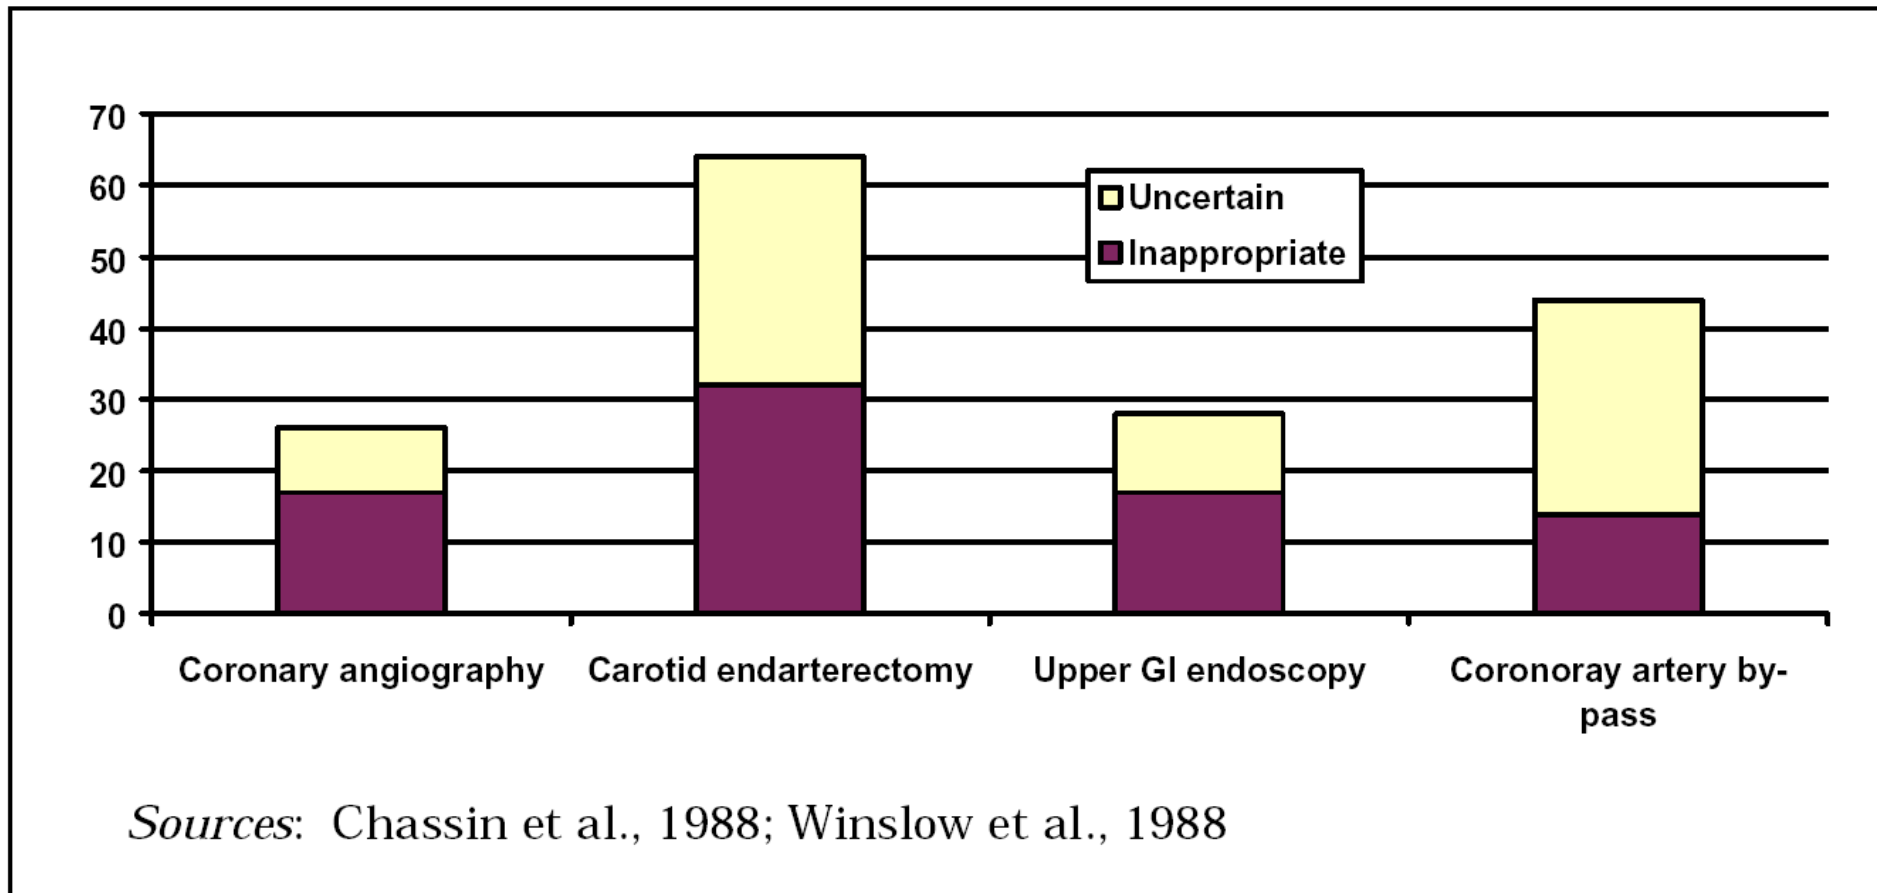 70
60
50
40
30
20
10
0
Uncertain
Inappropriate
Coronary angiography
Carotid endarterectomy
Upper GI endoscopy
Coronoray artery by-
pass
Sources: Chassin et al., 1988; Winslow et al., 1988